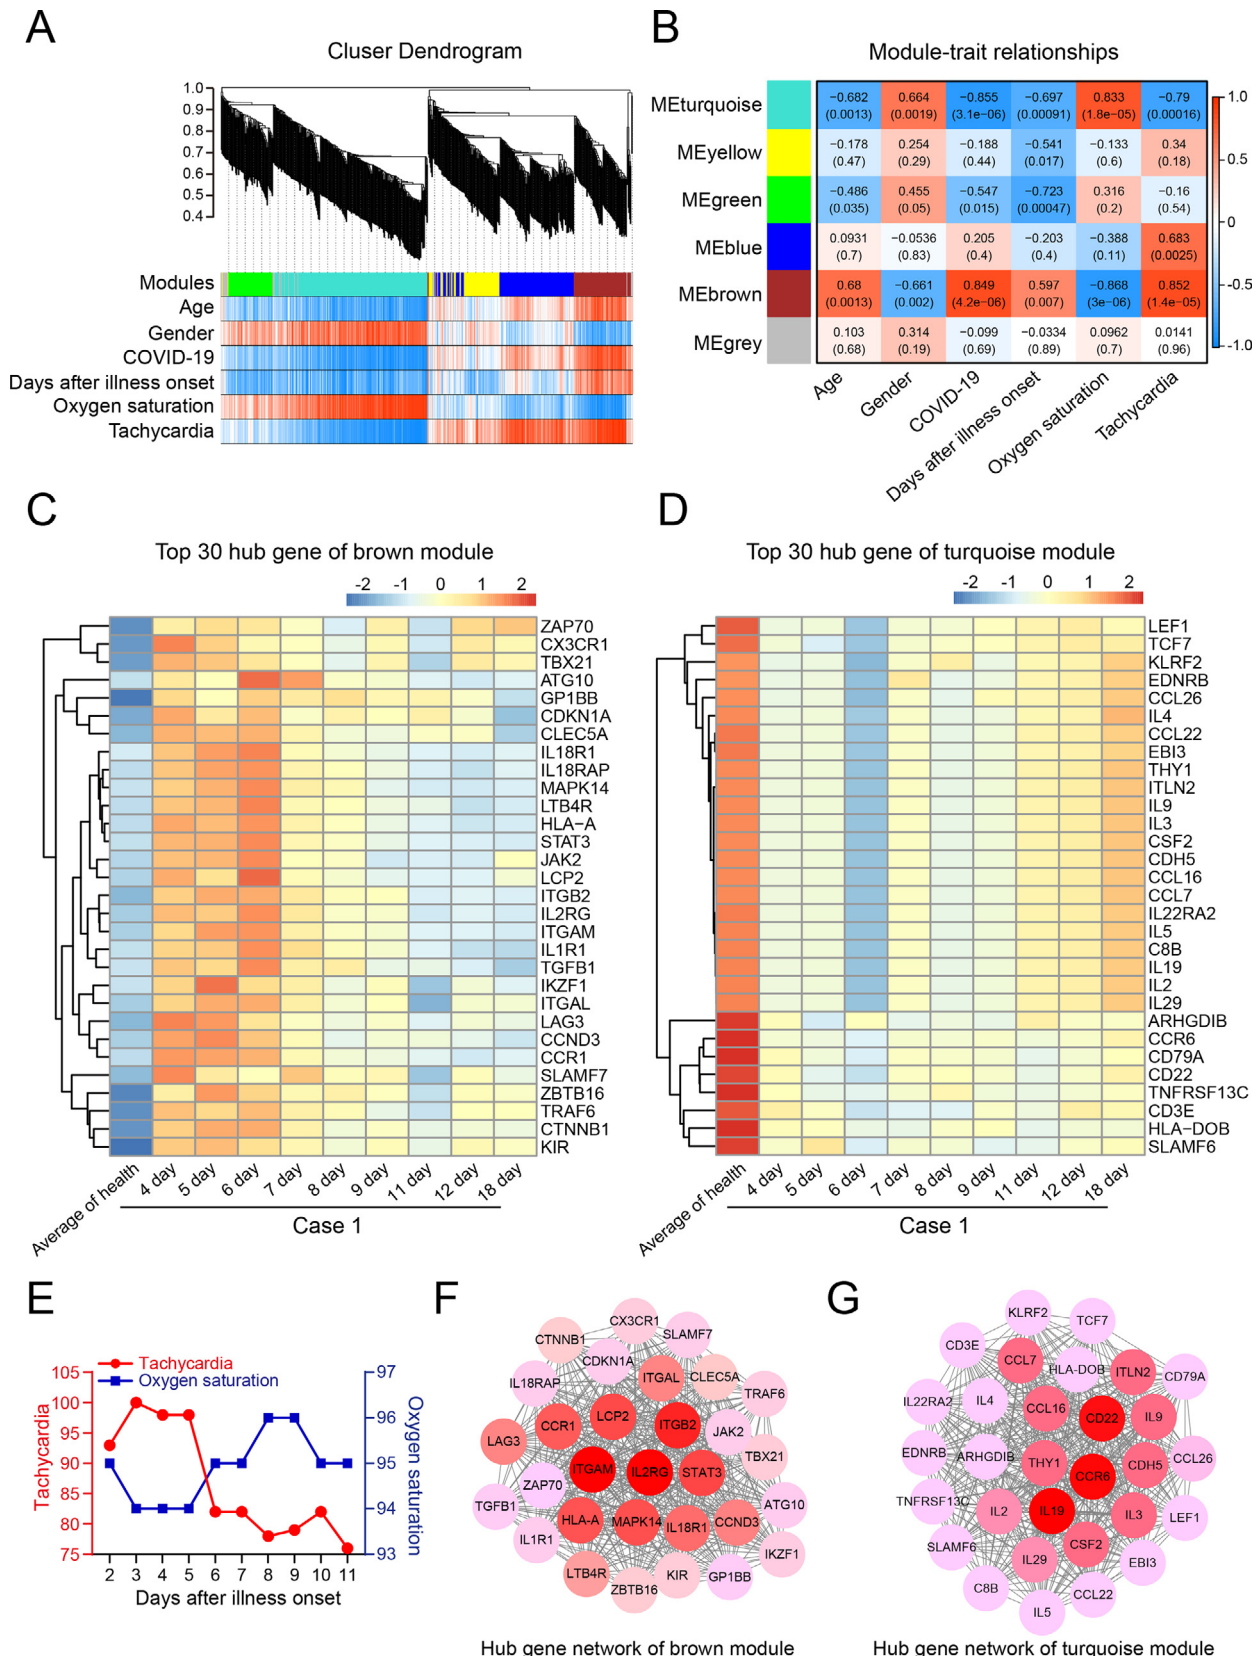 A
Cluser Dendrogram
1.0
0.9
0.8
0.7
0.6
0.5
0.4
Modules
Age
Gender
COVID-19
Days after illness onset
Oxygen saturation
Tachycardia
B
Module-trait relationships
MEturquoise
−0.682 0.664 −0.855 −0.697 0.833 −0.79
(0.0013) (0.0019) (3.1e−06) (0.00091) (1.8e−05) (0.00016)
MEyellow
−0.178 0.254 −0.188 −0.541 −0.133 0.34
(0.47) (0.29) (0.44) (0.017) (0.6) (0.18)
MEgreen
−0.486 0.455 −0.547 −0.723 0.316 −0.16
(0.035) (0.05) (0.015) (0.00047) (0.2) (0.54)
MEblue
0.0931 −0.0536 0.205 −0.203 −0.388 0.683
(0.7) (0.83) (0.4) (0.4) (0.11) (0.0025)
MEbrown
0.68 −0.661 0.849 0.597 −0.868 0.852
(0.0013) (0.002) (4.2e−06) (0.007) (3e−06) (1.4e−05)
MEgrey
0.103 0.314 −0.099 −0.0334 0.0962 0.0141
(0.68) (0.19) (0.69) (0.89) (0.7) (0.96)
1.0
0.5
0
-0.5
-1.0
Age
Gender
COVID-19
Days after illness onset
Oxygen saturation
Tachycardia
C
Top 30 hub gene of brown module
-2 -1 0 1 2
ZAP70
CX3CR1
TBX21
ATG10
GP1BB
CDKN1A
CLEC5A
IL18R1
IL18RAP
MAPK14
LTB4R
HLA−A
STAT3
JAK2
LCP2
ITGB2
IL2RG
ITGAM
IL1R1
TGFB1
IKZF1
ITGAL
LAG3
CCND3
CCR1
SLAMF7
ZBTB16
TRAF6
CTNNB1
KIR
Average of health
4 day
5 day
6 day
7 day
8 day
9 day
11 day
12 day
18 day
Case 1
D
Top 30 hub gene of turquoise module
-2 -1 0 1 2
LEF1
TCF7
KLRF2
EDNRB
CCL26
IL4
CCL22
EBI3
THY1
ITLN2
IL9
IL3
CSF2
CDH5
CCL16
CCL7
IL22RA2
IL5
C8B
IL19
IL2
IL29
ARHGDIB
CCR6
CD79A
CD22
TNFRSF13C
CD3E
HLA−DOB
SLAMF6
Average of health
4 day
5 day
6 day
7 day
8 day
9 day
11 day
12 day
18 day
Case 1
E
Tachycardia
Oxygen saturation
Tachycardia
105
100
95
90
85
80
75
97
96
95
94
93
Oxygen saturation
2 3 4 5 6 7 8 9 10 11
Days after illness onset
F
CX3CR1
CTNNB1
SLAMF7
CDKN1A
IL18RAP
ITGAL
CLEC5A
TRAF6
LCP2
CCR1
ITGB2
LAG3
JAK2
TBX21
ITGAM
IL2RG
STAT3
ZAP70
TGFB1
ATG10
HLA-A
MAPK14
IL18R1
CCND3
IL1R1
IKZF1
LTB4R
ZBTB16
KIR
GP1BB
Hub gene network of brown module
G
KLRF2
TCF7
CD3E
CCL7
HLA-DOB
ITLN2
CD79A
IL22RA2
IL4
CCL16
CD22
IL9
EDNRB
ARHGDIB
THY1
CCR6
CDH5
CCL26
TNFRSF13C
IL2
IL19
IL3
LEF1
SLAMF6
IL29
CSF2
EBI3
C8B
CCL22
IL5
Hub gene network of turquoise module